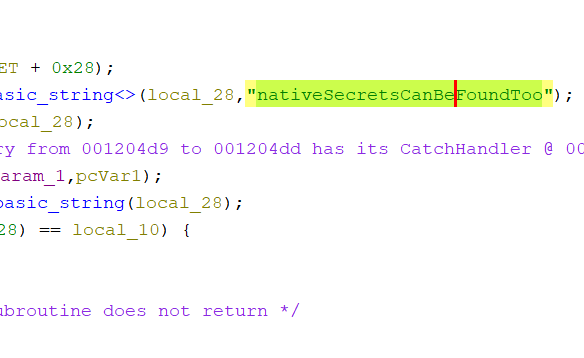 ET + 0x28);
asic_string<>(local_28,"nativeSecretsCanBeFoundToo");
ocal_28);
ry from 001204d9 to 001204dd has its CatchHandler @ 00
aram_1,pcVar1);
basic_string(local_28);
28) == local_10) {
ubroutine does not return */